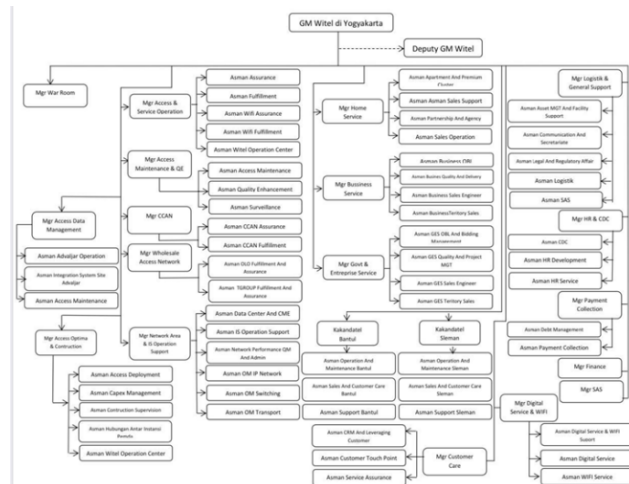 GM Witel di Yogyakarta
Deputy GM Witel
Mgr War Room
Mgr Access &
Service Operation
Asman Assurance
Asman Fulfillment
Asman Wifi Assurance
Asman Wifi Fulfillment
Asman Witel Operation Center
Mgr Access
Maintenance & QE
Asman Access Maintenance
Asman Quality Enhancement
Asman Surveillance
Mgr CCAN
Asman CCAN Assurance
Asman CCAN Fulfillment
Mgr Wholesale
Access Network
Asman OLO Fulfillment And
Assurance
Asman TGROUP Fulfillment And
Assurance
Mgr Access Data
Management
Asman Advaljar Operation
Asman Integration System Site
Advaljar
Asman Access Maintenance
Mgr Network Area
& IS Operation
Support
Asman Data Center And CME
Asman IS Operation Support
Asman Network Performance QM
And Admin
Asman OM IP Network
Asman OM Switching
Asman OM Transport
Mgr Access Optima
& Contruction
Asman Access Deployment
Asman Capex Management
Asman Contruction Supervision
Asman Hubungan Antar Instansi
Asman Witel Operation Center
Mgr Home
Service
Asman Apartment And Premium
Cluster
Asman Asman Sales Support
Asman Partnership And Agency
Asman Sales Operation
Mgr Bussiness
Service
Asman Business OBL
Asman Busines Quality And Delivery
Asman Business Sales Engineer
Asman BusinessTeritory Sales
Mgr Govt &
Entreprise Service
Asman GES OBL And Bidding
Management
Asman GES Quality And Project
MGT
Asman GES Sales Engineer
Asman GES Teritory Sales
Kakandatel
Bantul
Asman Operation And
Maintenance Bantul
Asman Sales And Customer Care
Bantul
Asman Support Bantul
Kakandatel
Sleman
Asman Operation And
Maintenance Sleman
Asman Sales And Customer Care
Sleman
Asman Support Sleman
Mgr Customer
Care
Asman CRM And Leveraging
Customer
Asman Customer Touch Point
Asman Service Assurance
Mgr Logistik &
General Support
Asman Asset MGT And Facility
Support
Asman Communication And
Secretariate
Asman Legal And Regulatory Affair
Asman Logistik
Asman SAS
Mgr HR & CDC
Asman CDC
Asman HR Development
Asman HR Service
Mgr Payment
Collection
Asman Debt Management
Asman Payment Collection
Mgr Finance
Mgr SAS
Mgr Digital
Service & WIFI
Asman Digital Service & WIFI
Suport
Asman Digital Service
Asman WIFI Service